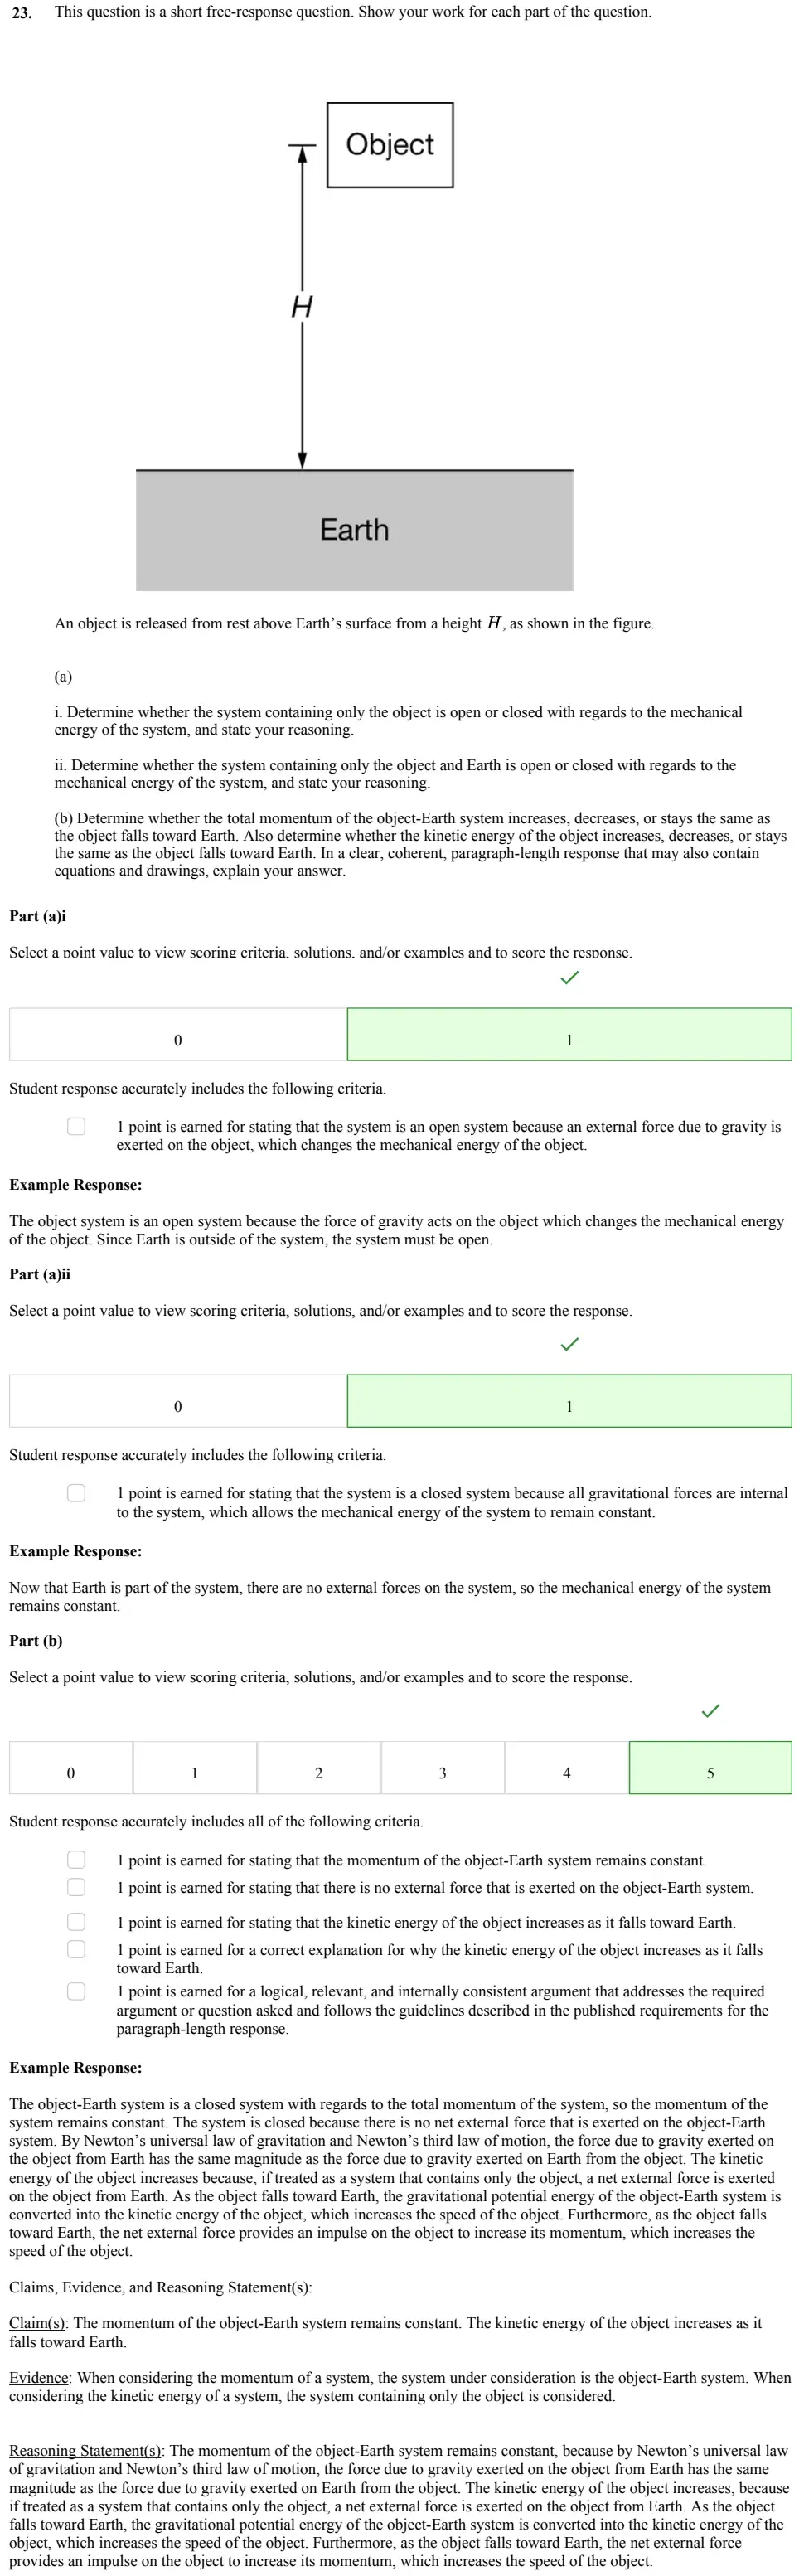 23. This question is a short free-response question. Show your work for each part of the question.
Object
H
Earth
An object is released from rest above Earth's surface from a height H, as shown in the figure.
(a)
i. Determine whether the system containing only the object is open or closed with regards to the mechanical
energy of the system, and state your reasoning.
ii. Determine whether the system containing only the object and Earth is open or closed with regards to the
mechanical energy of the system, and state your reasoning.
(b) Determine whether the total momentum of the object-Earth system increases, decreases, or stays the same as
the object falls toward Earth. Also determine whether the kinetic energy of the object increases, decreases, or stays
the same as the object falls toward Earth. In a clear, coherent, paragraph-length response that may also contain
equations and drawings, explain your answer.
Part (a)i
Select a point value to view scoring criteria, solutions, and/or examples and to score the response.
0
1
Student response accurately includes the following criteria.
1 point is earned for stating that the system is an open system because an external force due to gravity is
exerted on the object, which changes the mechanical energy of the object.
Example Response:
The object system is an open system because the force of gravity acts on the object which changes the mechanical energy
of the object. Since Earth is outside of the system, the system must be open.
Part (a)ii
Select a point value to view scoring criteria, solutions, and/or examples and to score the response.
0
1
Student response accurately includes the following criteria.
1 point is earned for stating that the system is a closed system because all gravitational forces are internal
to the system, which allows the mechanical energy of the system to remain constant.
Example Response:
Now that Earth is part of the system, there are no external forces on the system, so the mechanical energy of the system
remains constant.
Part (b)
Select a point value to view scoring criteria, solutions, and/or examples and to score the response.
0
1
2
3
4
5
Student response accurately includes all of the following criteria.
1 point is earned for stating that the momentum of the object-Earth system remains constant.
1 point is earned for stating that there is no external force that is exerted on the object-Earth system.
1 point is earned for stating that the kinetic energy of the object increases as it falls toward Earth.
1 point is earned for a correct explanation for why the kinetic energy of the object increases as it falls
toward Earth.
1 point is earned for a logical, relevant, and internally consistent argument that addresses the required
argument or question asked and follows the guidelines described in the published requirements for the
paragraph-length response.
Example Response:
The object-Earth system is a closed system with regards to the total momentum of the system, so the momentum of the
system remains constant. The system is closed because there is no net external force that is exerted on the object-Earth
system. By Newton's universal law of gravitation and Newton's third law of motion, the force due to gravity exerted on
the object from Earth has the same magnitude as the force due to gravity exerted on Earth from the object. The kinetic
energy of the object increases because, if treated as a system that contains only the object, a net external force is exerted
on the object from Earth. As the object falls toward Earth, the gravitational potential energy of the object-Earth system is
converted into the kinetic energy of the object, which increases the speed of the object. Furthermore, as the object falls
toward Earth, the net external force provides an impulse on the object to increase its momentum, which increases the
speed of the object.
Claims, Evidence, and Reasoning Statement(s):
Claim(s): The momentum of the object-Earth system remains constant. The kinetic energy of the object increases as it
falls toward Earth.
Evidence: When considering the momentum of a system, the system under consideration is the object-Earth system. When
considering the kinetic energy of a system, the system containing only the object is considered.
Reasoning Statement(s): The momentum of the object-Earth system remains constant, because by Newton's universal law
of gravitation and Newton's third law of motion, the force due to gravity exerted on the object from Earth has the same
magnitude as the force due to gravity exerted on Earth from the object. The kinetic energy of the object increases, because
if treated as a system that contains only the object, a net external force is exerted on the object from Earth. As the object
falls toward Earth, the gravitational potential energy of the object-Earth system is converted into the kinetic energy of the
object, which increases the speed of the object. Furthermore, as the object falls toward Earth, the net external force
provides an impulse on the object to increase its momentum, which increases the speed of the object.